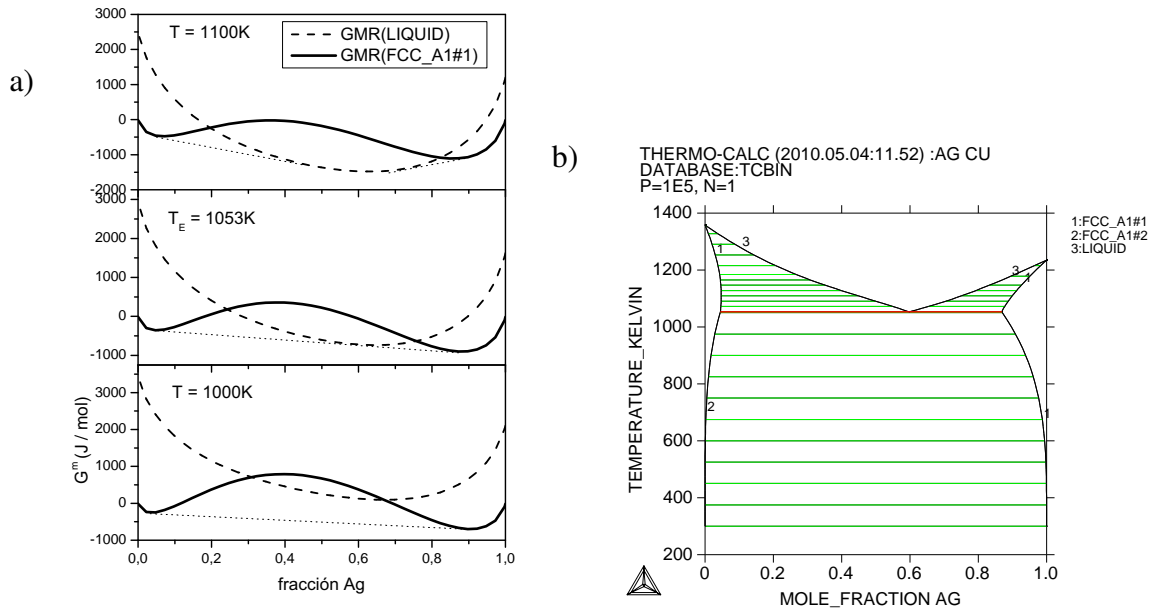 a)
T = 1100K
GMR(LIQUID)
GMR(FCC_A1#1)
3000
2000
1000
0
-1000
-2000
T_E = 1053K
3000
2000
1000
0
-1000
T = 1000K
3000
2000
1000
0
-1000
G^m (J / mol)
0,0 0,2 0,4 0,6 0,8 1,0
fracción Ag
b)
THERMO-CALC (2010.05.04:11.52) :AG CU
DATABASE:TCBIN
P=1E5, N=1
1:FCC_A1#1
2:FCC_A1#2
3:LIQUID
1400
1200
1000
800
600
400
200
TEMPERATURE_KELVIN
1
3
3
1
2
1
0 0.2 0.4 0.6 0.8 1.0
MOLE_FRACTION AG